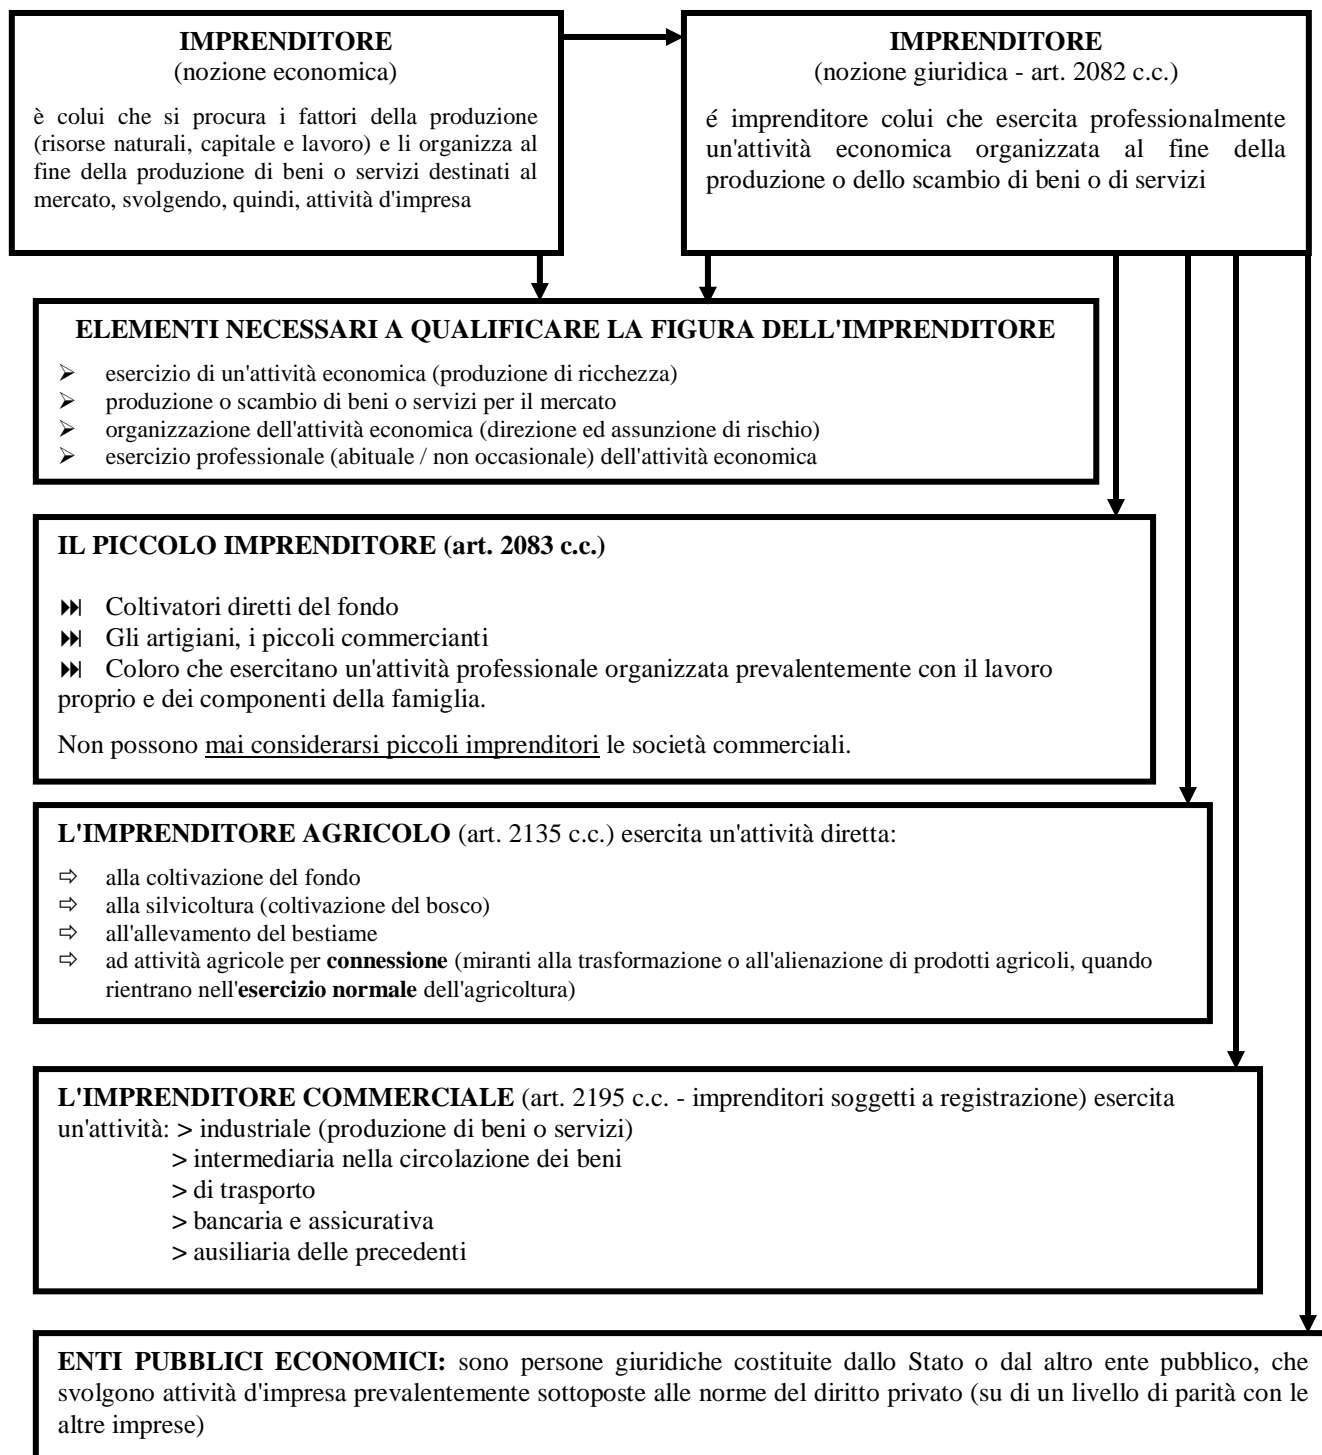 IMPRENDITORE
(nozione economica)
è colui che si procura i fattori della produzione
(risorse naturali, capitale e lavoro) e li organizza al
fine della produzione di beni o servizi destinati al
mercato, svolgendo, quindi, attività d'impresa
IMPRENDITORE
(nozione giuridica - art. 2082 c.c.)
é imprenditore colui che esercita professionalmente
un'attività economica organizzata al fine della
produzione o dello scambio di beni o di servizi
ELEMENTI NECESSARI A QUALIFICARE LA FIGURA DELL'IMPRENDITORE
➢ esercizio di un'attività economica (produzione di ricchezza)
➢ produzione o scambio di beni o servizi per il mercato
➢ organizzazione dell'attività economica (direzione ed assunzione di rischio)
➢ esercizio professionale (abituale / non occasionale) dell'attività economica
IL PICCOLO IMPRENDITORE (art. 2083 c.c.)
⏭ Coltivatori diretti del fondo
⏭ Gli artigiani, i piccoli commercianti
⏭ Coloro che esercitano un'attività professionale organizzata prevalentemente con il lavoro
proprio e dei componenti della famiglia.
Non possono mai considerarsi piccoli imprenditori le società commerciali.
L'IMPRENDITORE AGRICOLO (art. 2135 c.c.) esercita un'attività diretta:
⇨ alla coltivazione del fondo
⇨ alla silvicoltura (coltivazione del bosco)
⇨ all'allevamento del bestiame
⇨ ad attività agricole per connessione (miranti alla trasformazione o all'alienazione di prodotti agricoli, quando
rientrano nell'esercizio normale dell'agricoltura)
L'IMPRENDITORE COMMERCIALE (art. 2195 c.c. - imprenditori soggetti a registrazione) esercita
un'attività: > industriale (produzione di beni o servizi)
> intermediaria nella circolazione dei beni
> di trasporto
> bancaria e assicurativa
> ausiliaria delle precedenti
ENTI PUBBLICI ECONOMICI: sono persone giuridiche costituite dallo Stato o dal altro ente pubblico, che
svolgono attività d'impresa prevalentemente sottoposte alle norme del diritto privato (su di un livello di parità con le
altre imprese)